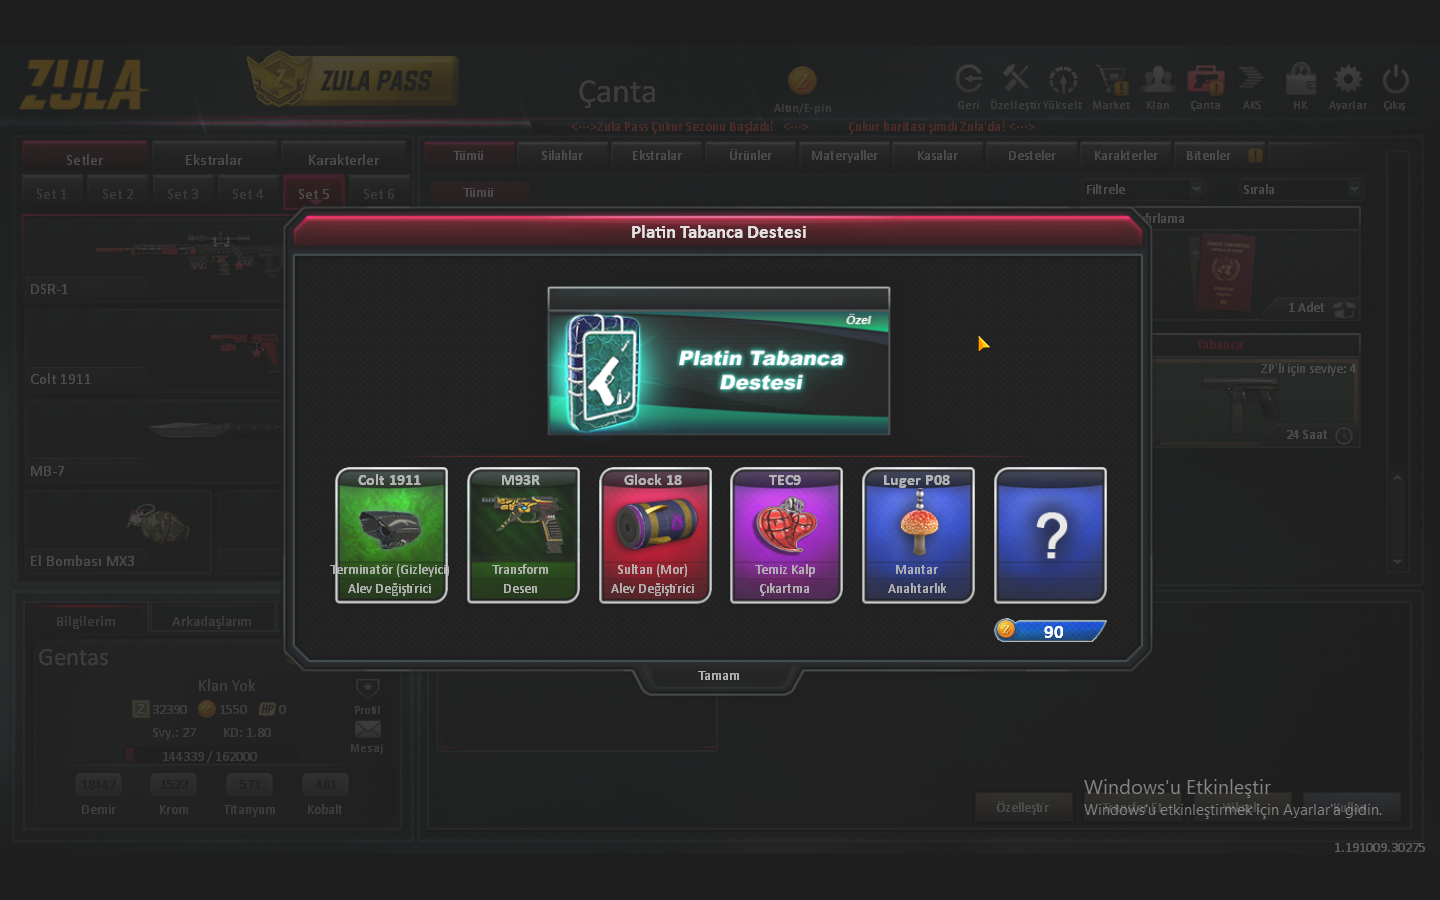 ZULA
ZULA PASS
Çanta
Altın/E-pin
Geri
Özelleştir
Yükselt
Market
Klan
Çanta
AKS
HK
Ayarlar
Çıkış
<--->Zula Pass Çukur Sezonu Başladı! <---> Çukur haritası şimdi Zula'da! <--->
Setler
Ekstralar
Karakterler
Tümü
Silahlar
Ekstralar
Ürünler
Materyaller
Kasalar
Desteler
Karakterler
Bitenler
Set 1
Set 2
Set 3
Set 4
Set 5
Set 6
Tümü
Filtrele
Sırala
Platin Tabanca Destesi
DSR-1
Colt 1911
MB-7
El Bombası MX3
1 Adet
Tabanca
ZP'li için seviye: 4
24 Saat
Özel
Platin Tabanca
Destesi
Colt 1911
Terminatör (Gizleyici)
Alev Değiştirici
M93R
Transform
Desen
Glock 18
Sultan (Mor)
Alev Değiştirici
TEC9
Temiz Kalp
Çıkartma
Luger P08
Mantar
Anahtarlık
?
90
Tamam
Bilgilerim
Arkadaşlarım
Gentas
Klan Yok
32390
1550
HP 0
Svy.: 27
KD: 1.80
144339 / 162000
Profil
Mesaj
18447
1523
571
461
Demir
Krom
Titanyum
Kobalt
Özelleştir
Windows'u Etkinleştir
Windows'u etkinleştirmek için Ayarlar'a gidin.
1.191009.30275